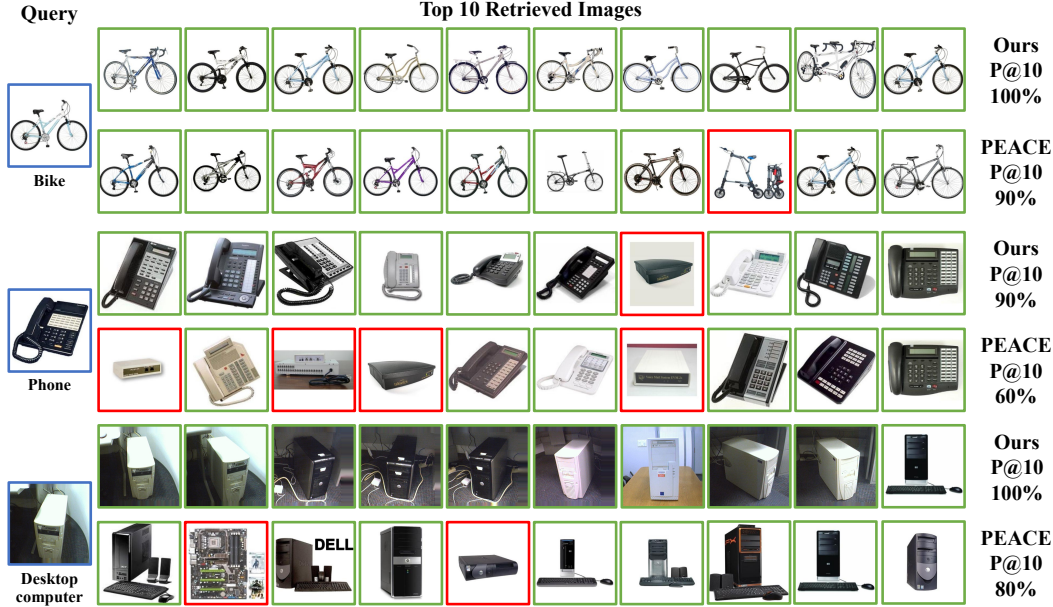 Query
Top 10 Retrieved Images
Ours
P@10
100%
Bike
PEACE
P@10
90%
Ours
P@10
90%
Phone
PEACE
P@10
60%
Ours
P@10
100%
Desktop
computer
DELL
PEACE
P@10
80%